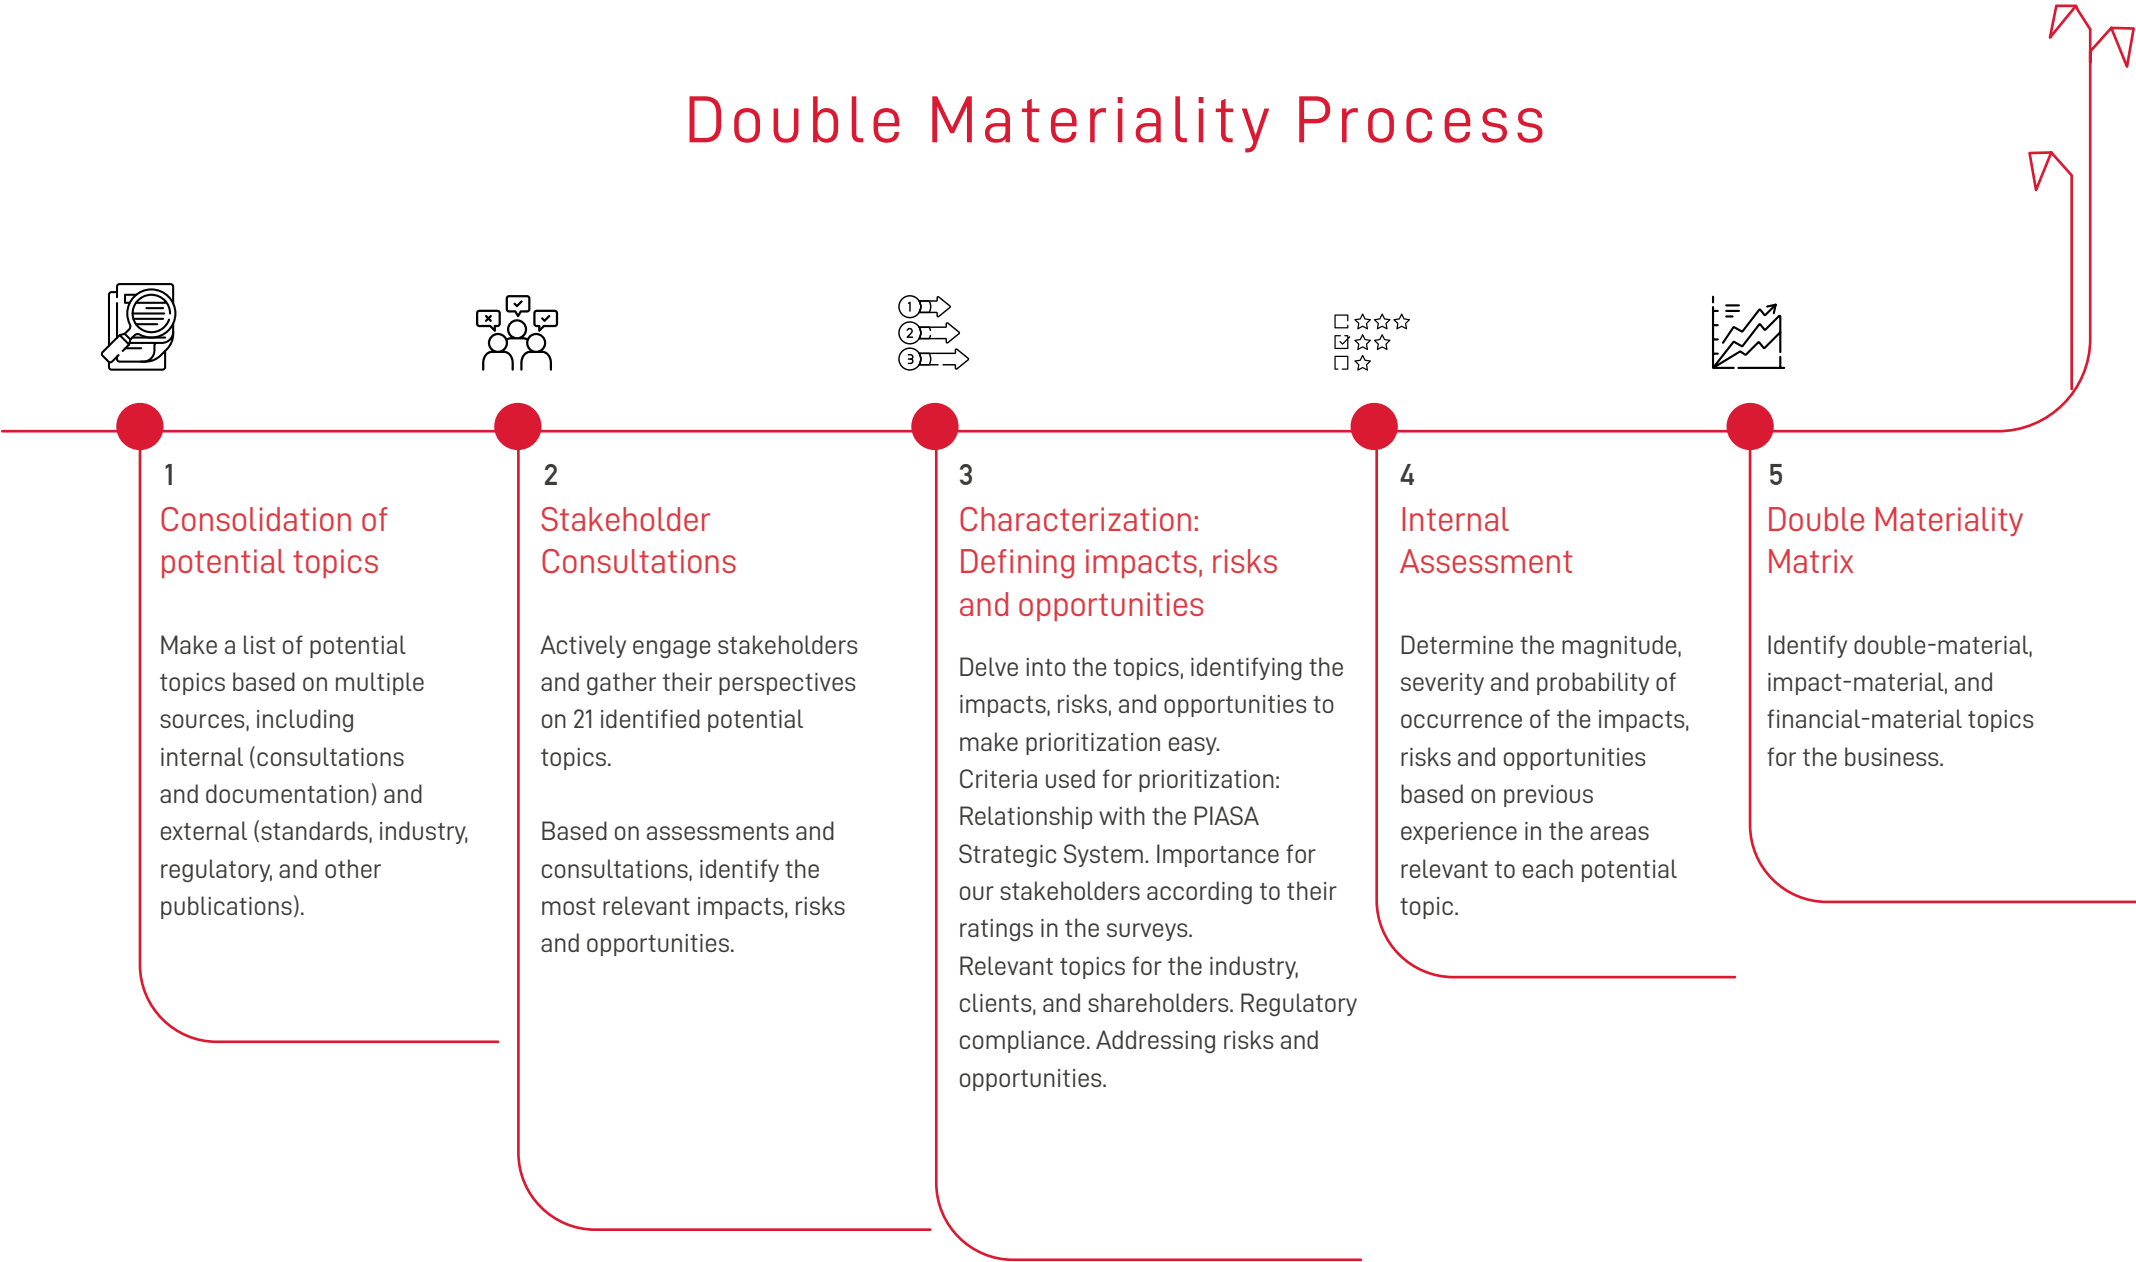 Double Materiality Process
1
Consolidation of
potential topics
Make a list of potential
topics based on multiple
sources, including
internal (consultations
and documentation) and
external (standards, industry,
regulatory, and other
publications).
2
Stakeholder
Consultations
Actively engage stakeholders
and gather their perspectives
on 21 identified potential
topics.
Based on assessments and
consultations, identify the
most relevant impacts, risks
and opportunities.
1
2
3
3
Characterization:
Defining impacts, risks
and opportunities
Delve into the topics, identifying the
impacts, risks, and opportunities to
make prioritization easy.
Criteria used for prioritization:
Relationship with the PIASA
Strategic System. Importance for
our stakeholders according to their
ratings in the surveys.
Relevant topics for the industry,
clients, and shareholders. Regulatory
compliance. Addressing risks and
opportunities.
4
Internal
Assessment
Determine the magnitude,
severity and probability of
occurrence of the impacts,
risks and opportunities
based on previous
experience in the areas
relevant to each potential
topic.
5
Double Materiality
Matrix
Identify double-material,
impact-material, and
financial-material topics
for the business.